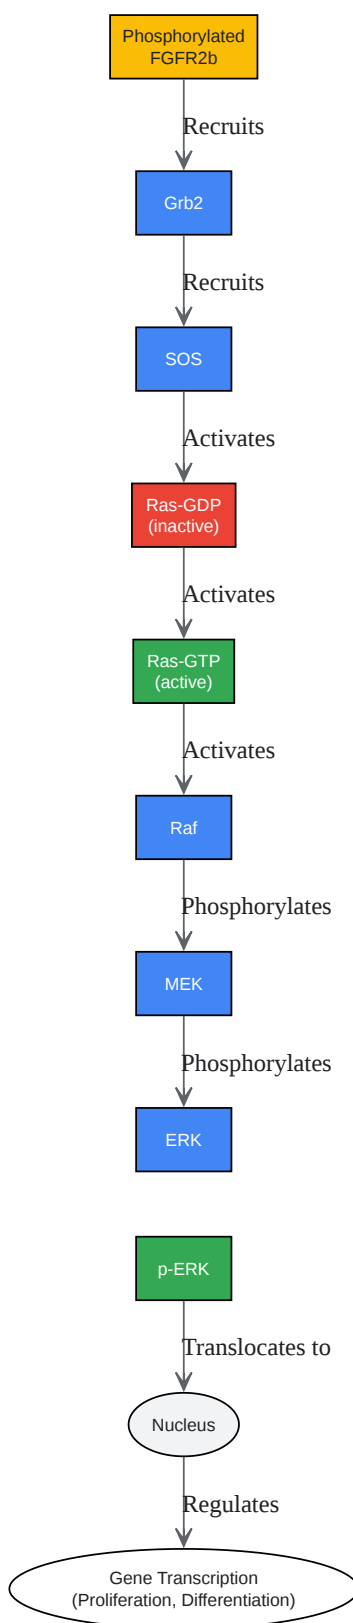 Phosphorylated
FGFR2b
Recruits
Grb2
Recruits
SOS
Activates
Ras-GDP
(inactive)
Activates
Ras-GTP
(active)
Activates
Raf
Phosphorylates
MEK
Phosphorylates
ERK
p-ERK
Translocates to
Nucleus
Regulates
Gene Transcription
(Proliferation, Differentiation)